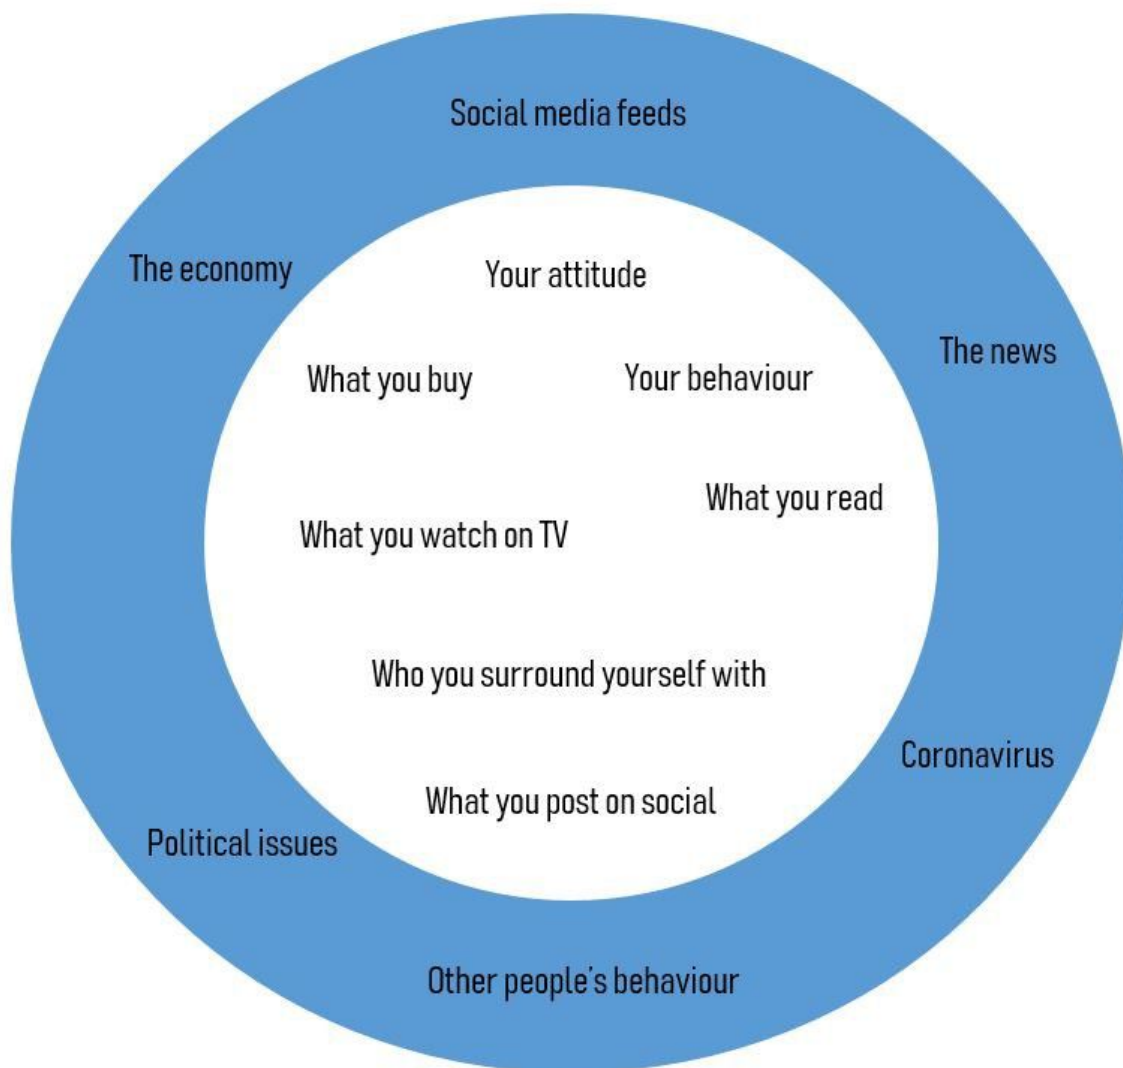 Social media feeds
The economy
Your attitude
The news
What you buy
Your behaviour
What you read
What you watch on TV
Who you surround yourself with
Coronavirus
What you post on social
Political issues
Other people's behaviour